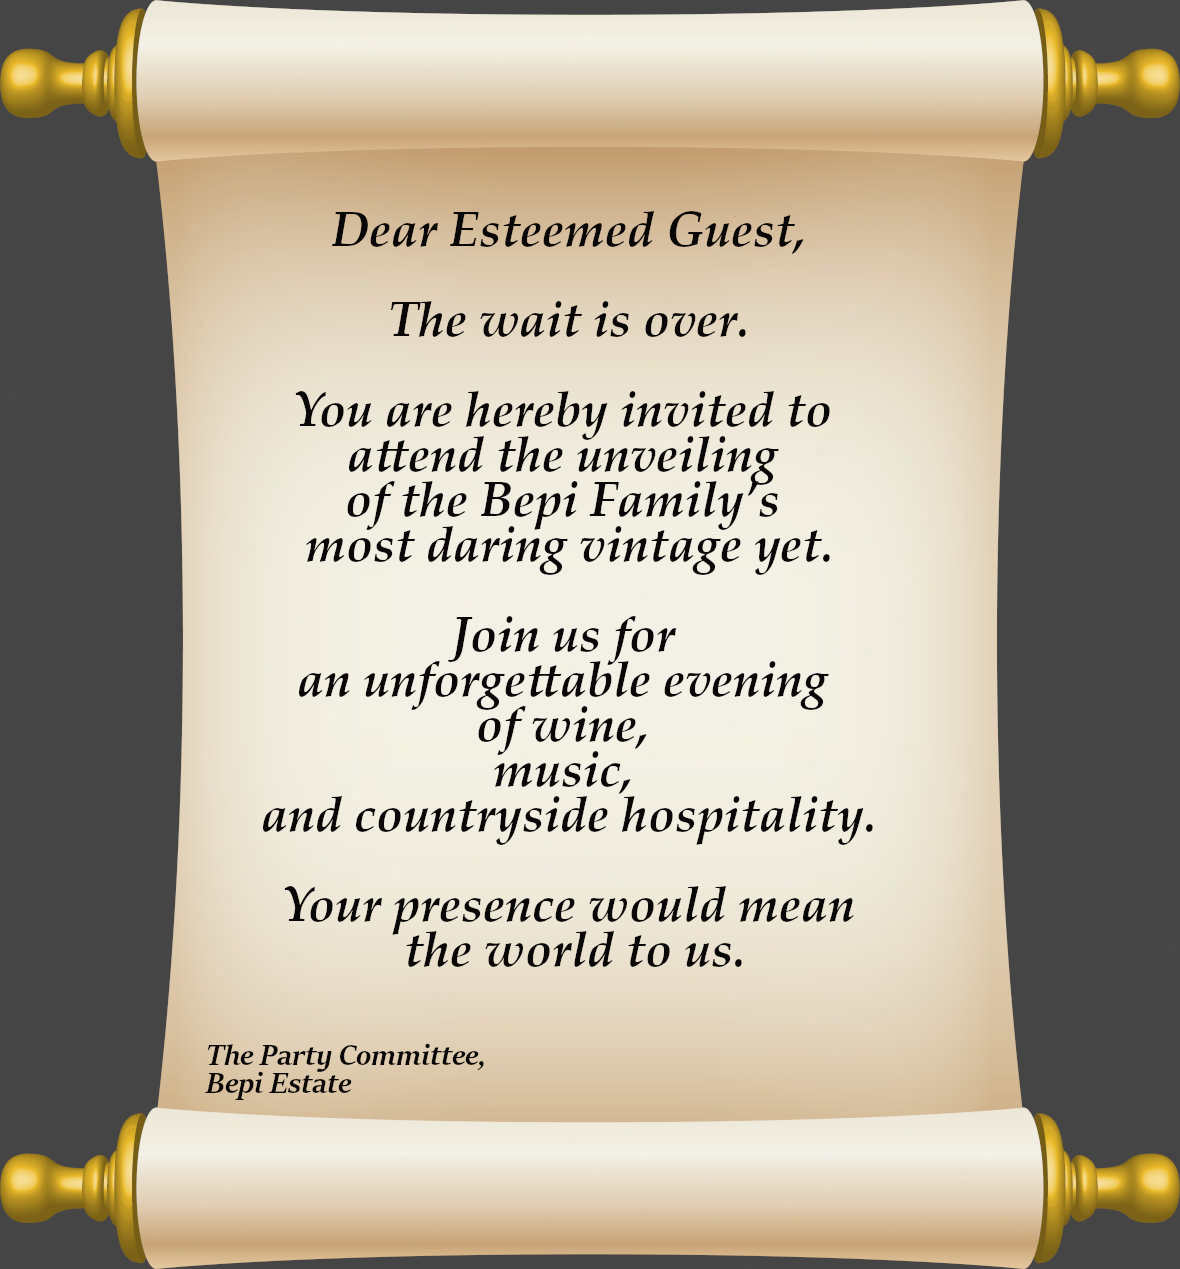 Dear Esteemed Guest,
The wait is over.
You are hereby invited to
attend the unveiling
of the Bepi Family’s
most daring vintage yet.
Join us for
an unforgettable evening
of wine,
music,
and countryside hospitality.
Your presence would mean
the world to us.
The Party Committee,
Bepi Estate